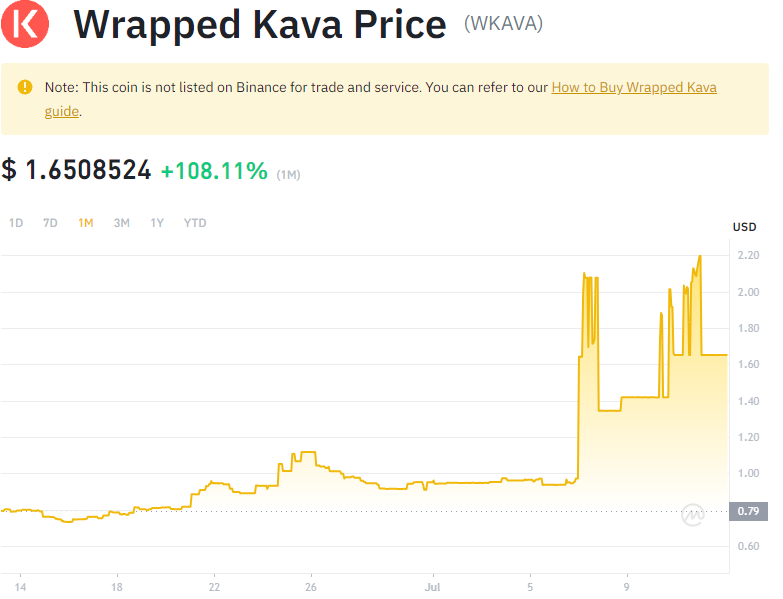 Wrapped Kava Price (WKAVA)
Note: This coin is not listed on Binance for trade and service. You can refer to our How to Buy Wrapped Kava
guide.
$ 1.6508524 +108.11% (1M)
1D 7D 1M 3M 1Y YTD
USD
2.20
2.00
1.80
1.60
1.40
1.20
1.00
0.79
0.60
14 18 22 26 Jul 5 9